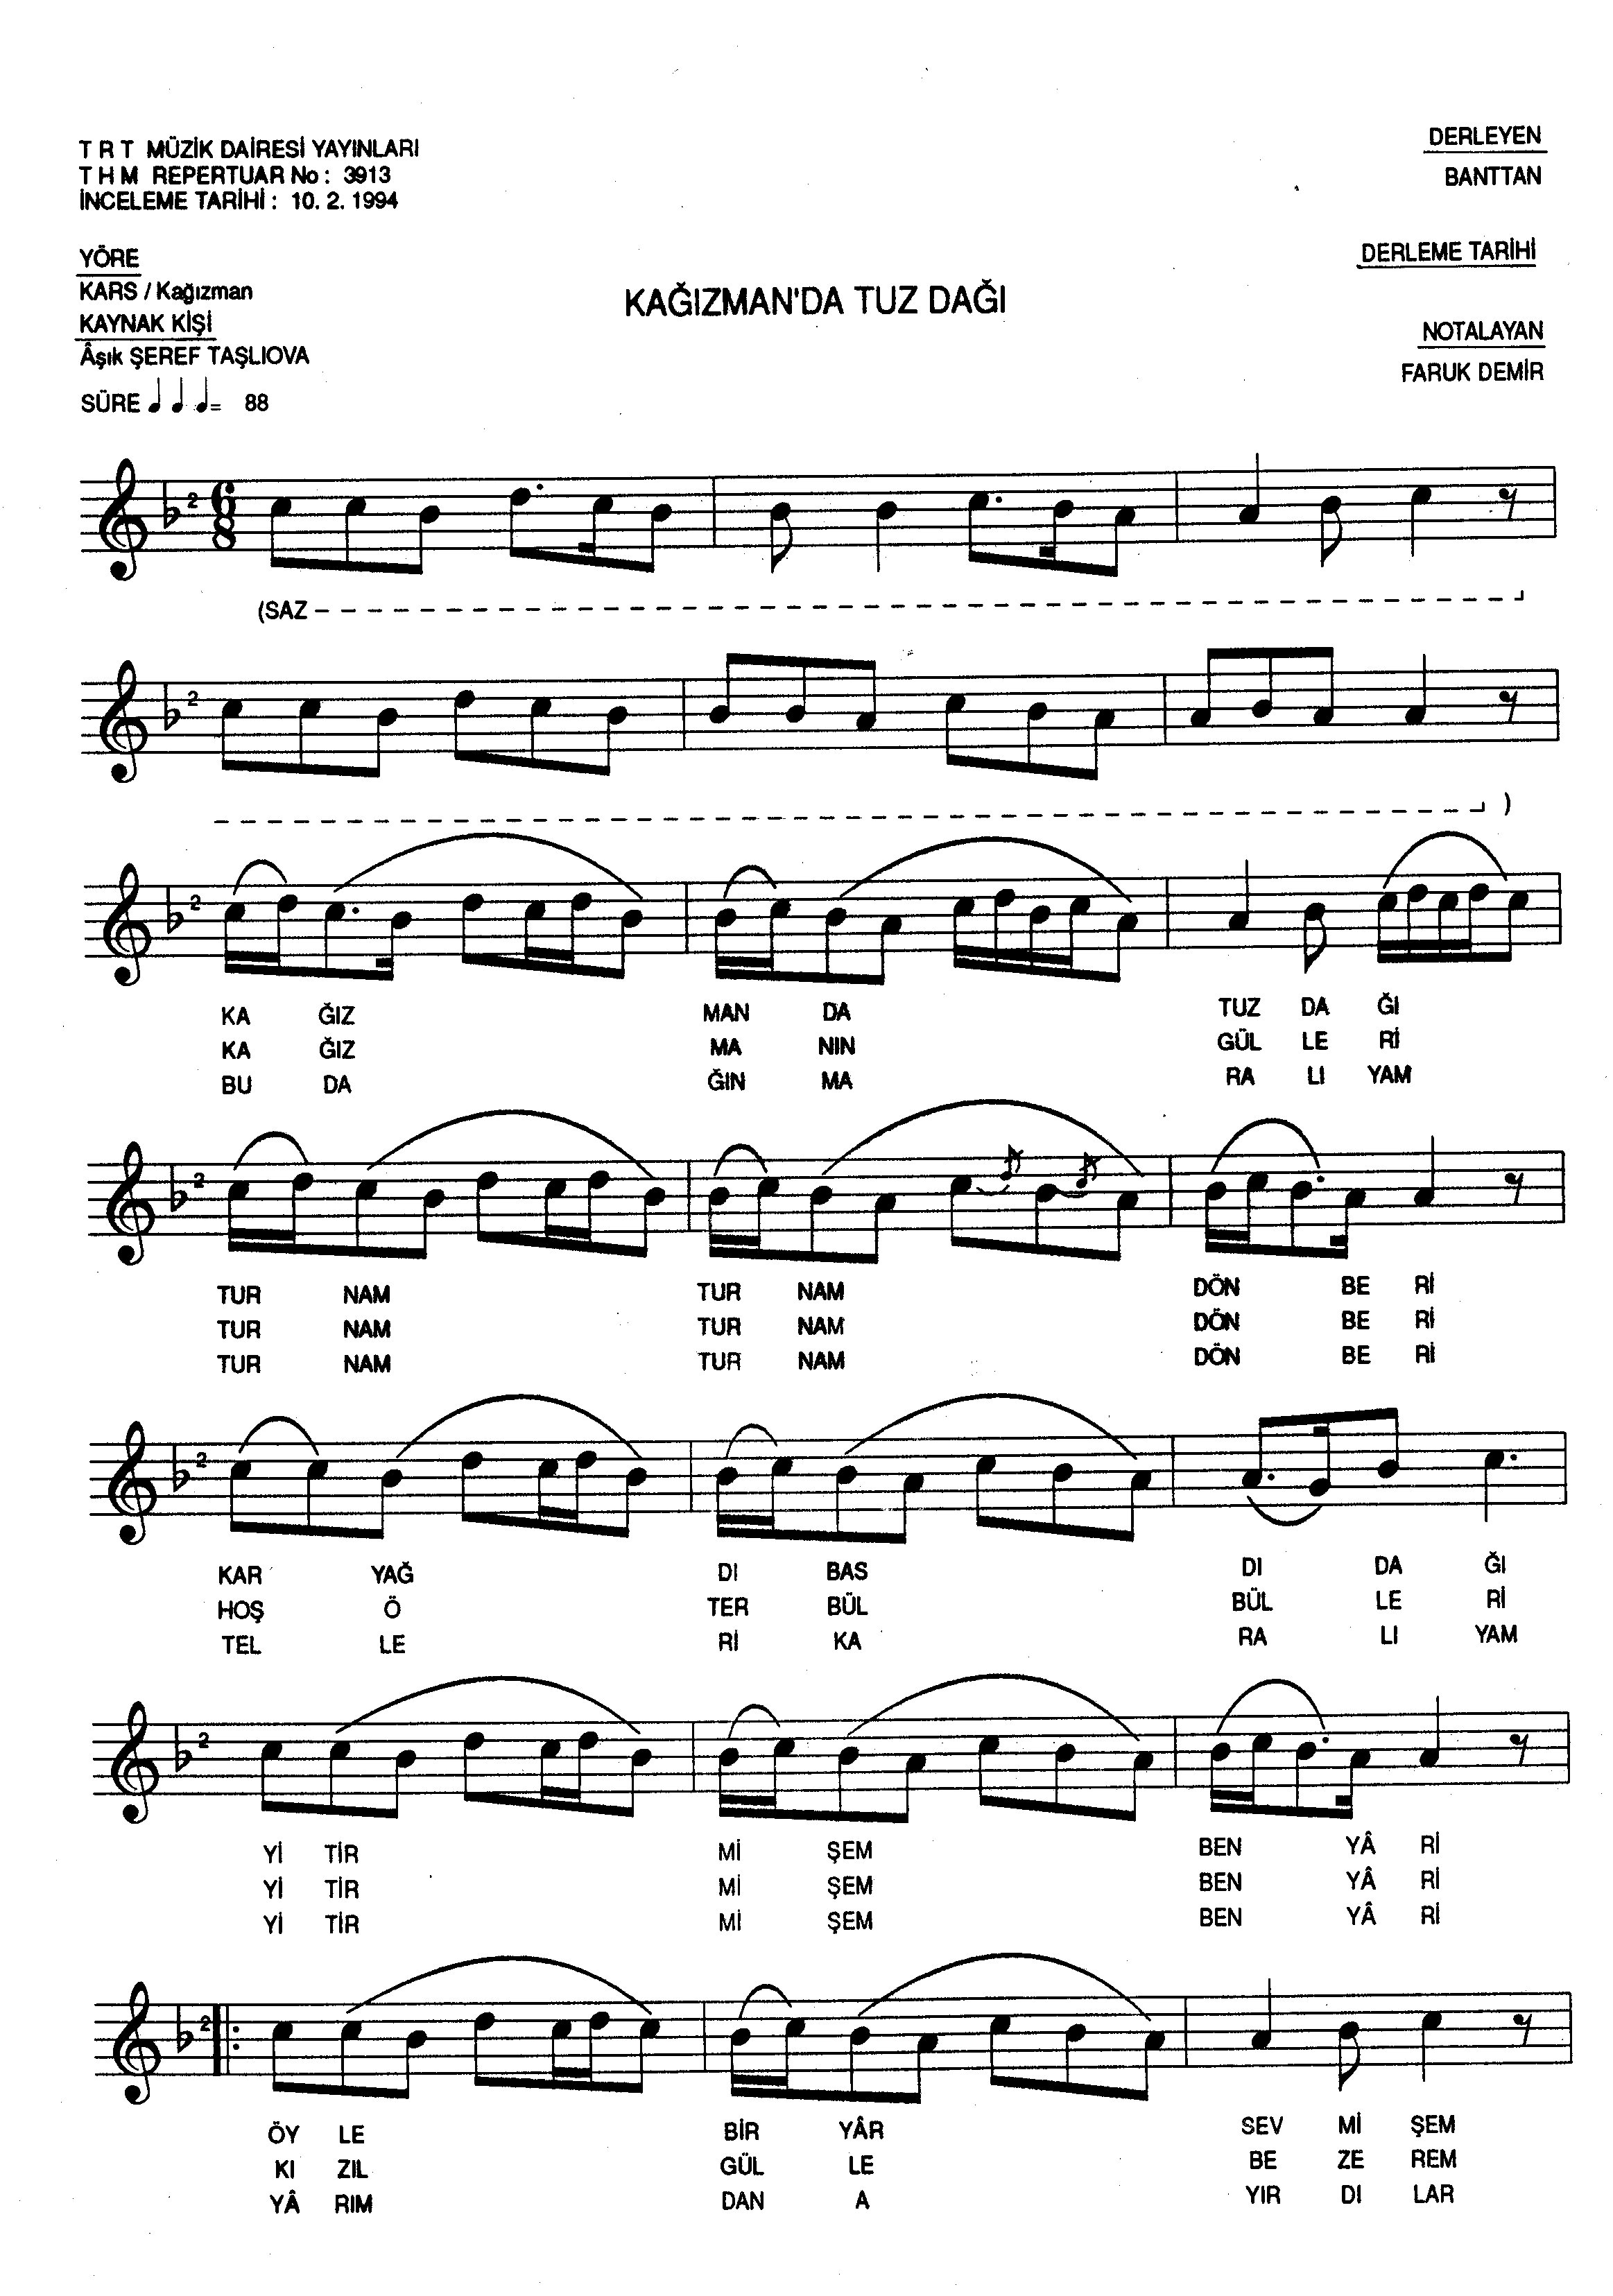 T R T MÜZİK DAİRESİ YAYINLARI
T H M REPERTUAR No : 3913
İNCELEME TARİHİ : 10. 2. 1994
DERLEYEN
BANTTAN
YÖRE
KARS / Kağızman
KAYNAK KİŞİ
Âşık ŞEREF TAŞLIOVA
SÜRE = 88
KAĞIZMAN'DA TUZ DAĞI
DERLEME TARİHİ
NOTALAYAN
FARUK DEMİR
2 6 8
(SAZ
2
)
2
KA ĞIZ MAN DA TUZ DA ĞI
KA ĞIZ MA NIN GÜL LE Rİ
BU DA ĞIN MA RA LI YAM
2
TUR NAM TUR NAM DÖN BE Rİ
TUR NAM TUR NAM DÖN BE Rİ
TUR NAM TUR NAM DÖN BE Rİ
2
KAR YAĞ DI BAS DI DA ĞI
HOŞ Ö TER BÜL BÜL LE Rİ
TEL LE Rİ KA RA LI YAM
2
Yİ TİR Mİ ŞEM BEN YÂ Rİ
Yİ TİR Mİ ŞEM BEN YÂ Rİ
Yİ TİR Mİ ŞEM BEN YÂ Rİ
2
ÖY LE BİR YÂR SEV Mİ ŞEM
KI ZIL GÜL LE BE ZE REM
YÂ RIM DAN A YIR DI LAR